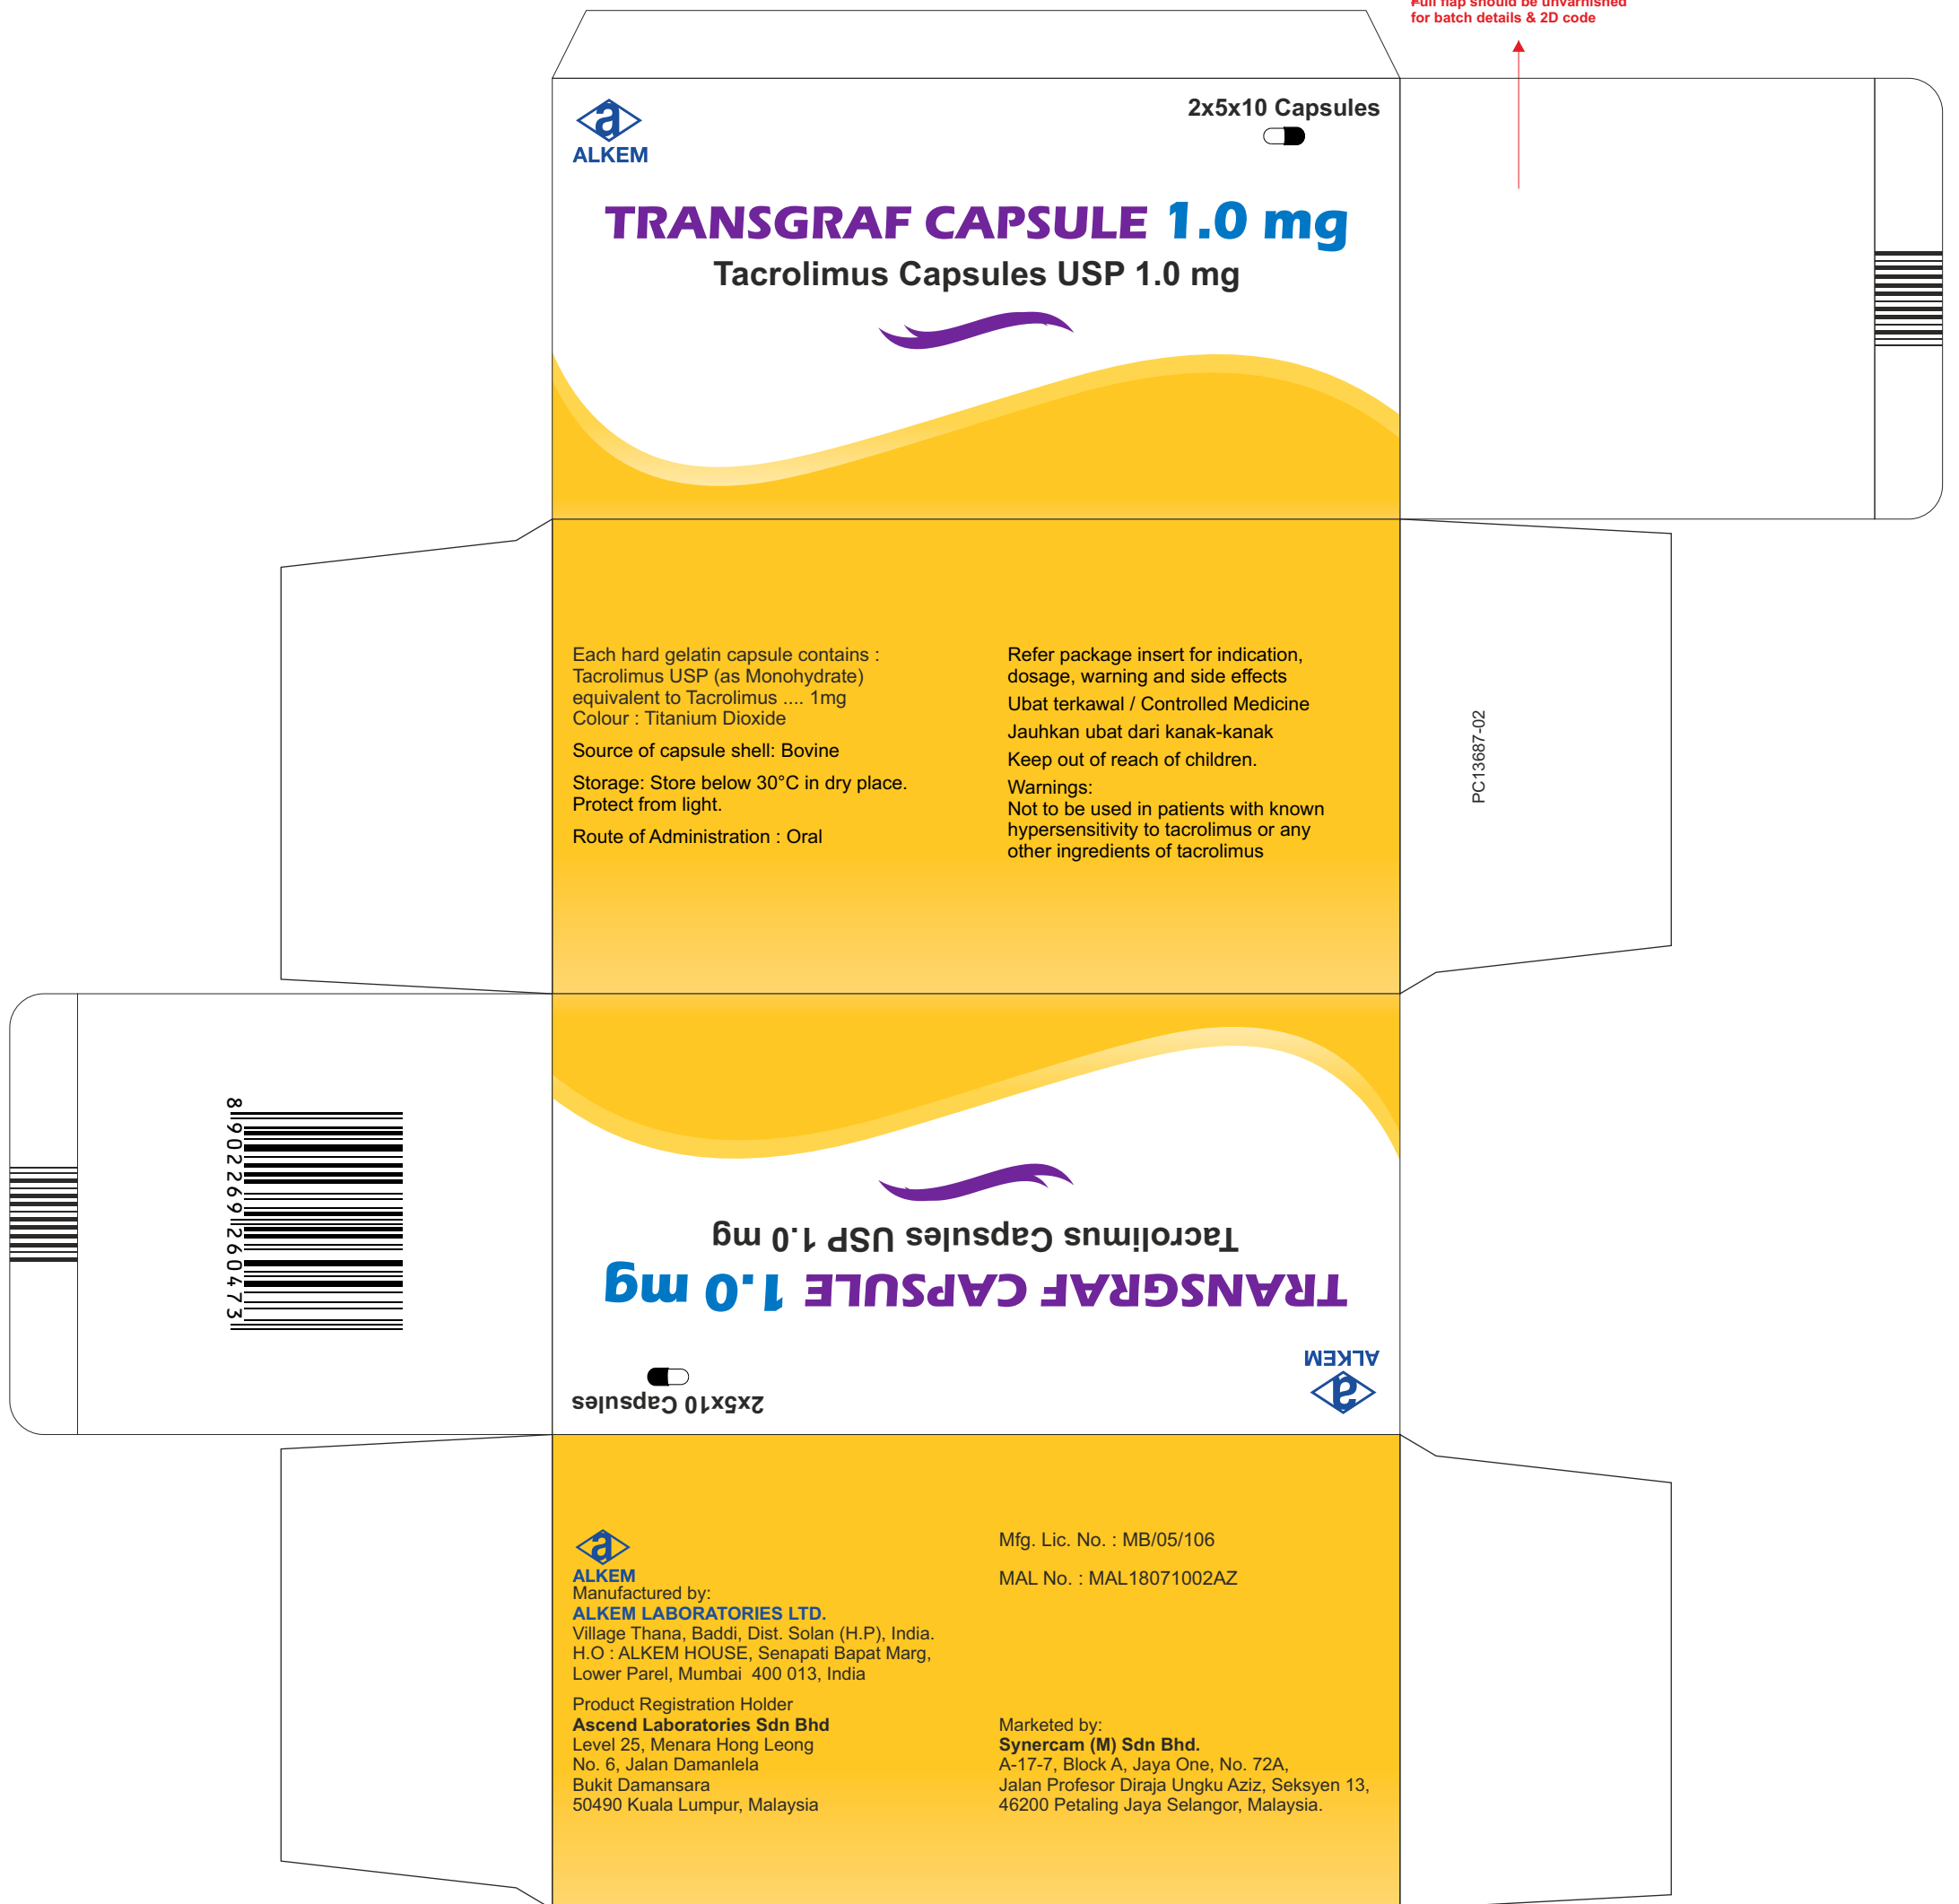 Full flap should be unvarnished
for batch details & 2D code
a
ALKEM
2x5x10 Capsules
TRANSGRAF CAPSULE 1.0 mg
Tacrolimus Capsules USP 1.0 mg
Each hard gelatin capsule contains :
Tacrolimus USP (as Monohydrate)
equivalent to Tacrolimus .... 1mg
Colour : Titanium Dioxide
Source of capsule shell: Bovine
Storage: Store below 30°C in dry place.
Protect from light.
Route of Administration : Oral
Refer package insert for indication,
dosage, warning and side effects
Ubat terkawal / Controlled Medicine
Jauhkan ubat dari kanak-kanak
Keep out of reach of children.
Warnings:
Not to be used in patients with known
hypersensitivity to tacrolimus or any
other ingredients of tacrolimus
PC13687-02
8 902269 260473
a
ALKEM
2x5x10 Capsules
TRANSGRAF CAPSULE 1.0 mg
Tacrolimus Capsules USP 1.0 mg
a
ALKEM
Manufactured by:
ALKEM LABORATORIES LTD.
Village Thana, Baddi, Dist. Solan (H.P), India.
H.O : ALKEM HOUSE, Senapati Bapat Marg,
Lower Parel, Mumbai 400 013, India
Product Registration Holder
Ascend Laboratories Sdn Bhd
Level 25, Menara Hong Leong
No. 6, Jalan Damanlela
Bukit Damansara
50490 Kuala Lumpur, Malaysia
Mfg. Lic. No. : MB/05/106
MAL No. : MAL18071002AZ
Marketed by:
Synercam (M) Sdn Bhd.
A-17-7, Block A, Jaya One, No. 72A,
Jalan Profesor Diraja Ungku Aziz, Seksyen 13,
46200 Petaling Jaya Selangor, Malaysia.